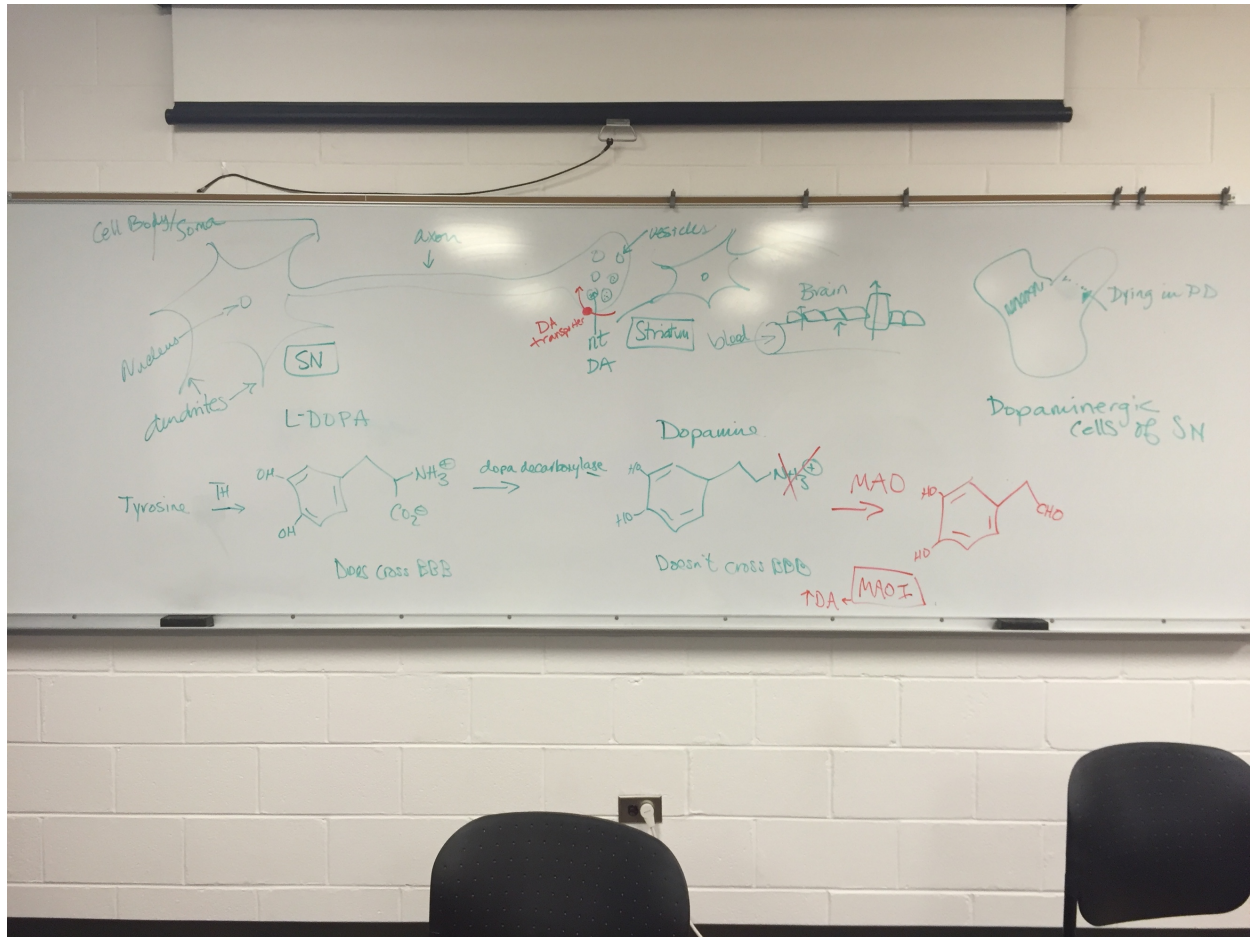 Cell Body/Soma
axon
vesicles
Nucleus
dendrites
SN
DA
transporter
DA
Striatum
Brain
blood
Dying in PD
Dopaminergic
cells of SN
L-DOPA
Dopamine
Tyrosine
TH
OH
OH
NH3⊕
CO2⊖
dopa decarboxylase
HO
HO
NH3⊕
MAO
HO
HO
CHO
Does cross BBB
Doesn't cross BBB
↑DA ← MAOI